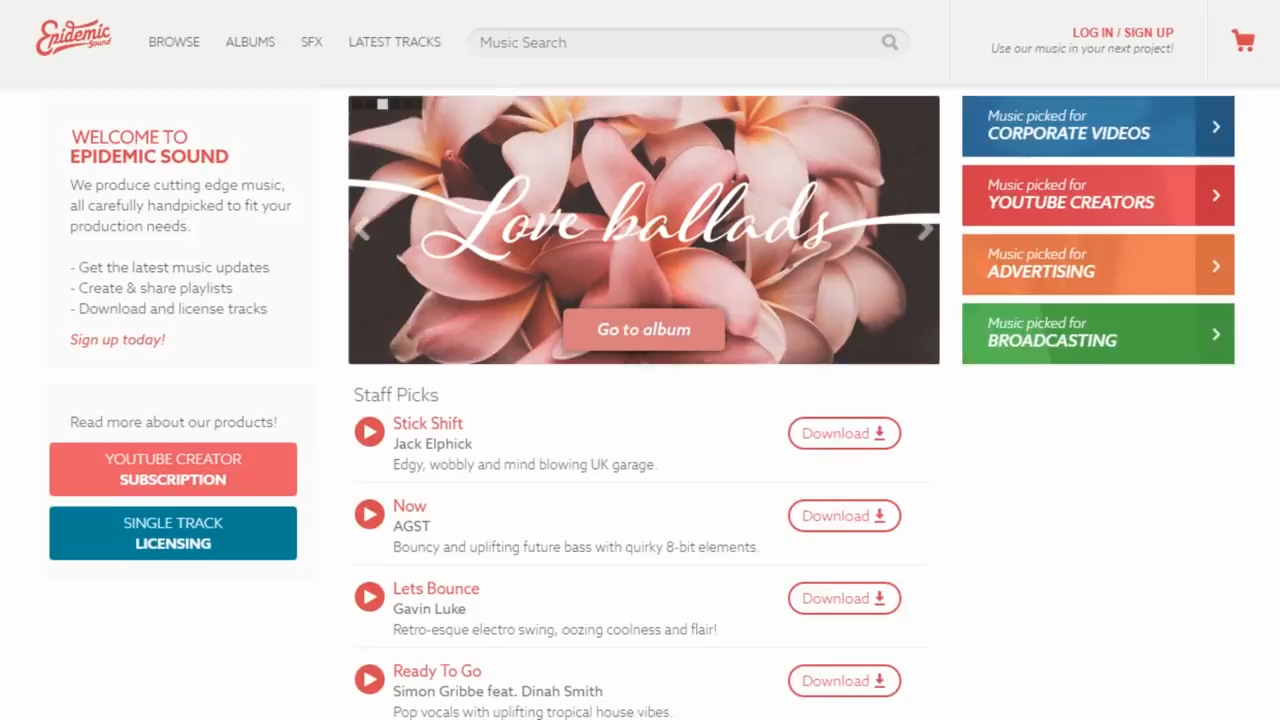 Epidemic
Sound
BROWSE
ALBUMS
SFX
LATEST TRACKS
Music Search
LOG IN / SIGN UP
Use our music in your next project!
WELCOME TO
EPIDEMIC SOUND
We produce cutting edge music,
all carefully handpicked to fit your
production needs.
- Get the latest music updates
- Create & share playlists
- Download and license tracks
Sign up today!
Read more about our products!
YOUTUBE CREATOR
SUBSCRIPTION
SINGLE TRACK
LICENSING
Love ballads
Go to album
Staff Picks
Stick Shift
Jack Elphick
Edgy, wobbly and mind blowing UK garage.
Download
Now
AGST
Bouncy and uplifting future bass with quirky 8-bit elements.
Download
Lets Bounce
Gavin Luke
Retro-esque electro swing, oozing coolness and flair!
Download
Ready To Go
Simon Gribbe feat. Dinah Smith
Pop vocals with uplifting tropical house vibes.
Download
Music picked for
CORPORATE VIDEOS
Music picked for
YOUTUBE CREATORS
Music picked for
ADVERTISING
Music picked for
BROADCASTING